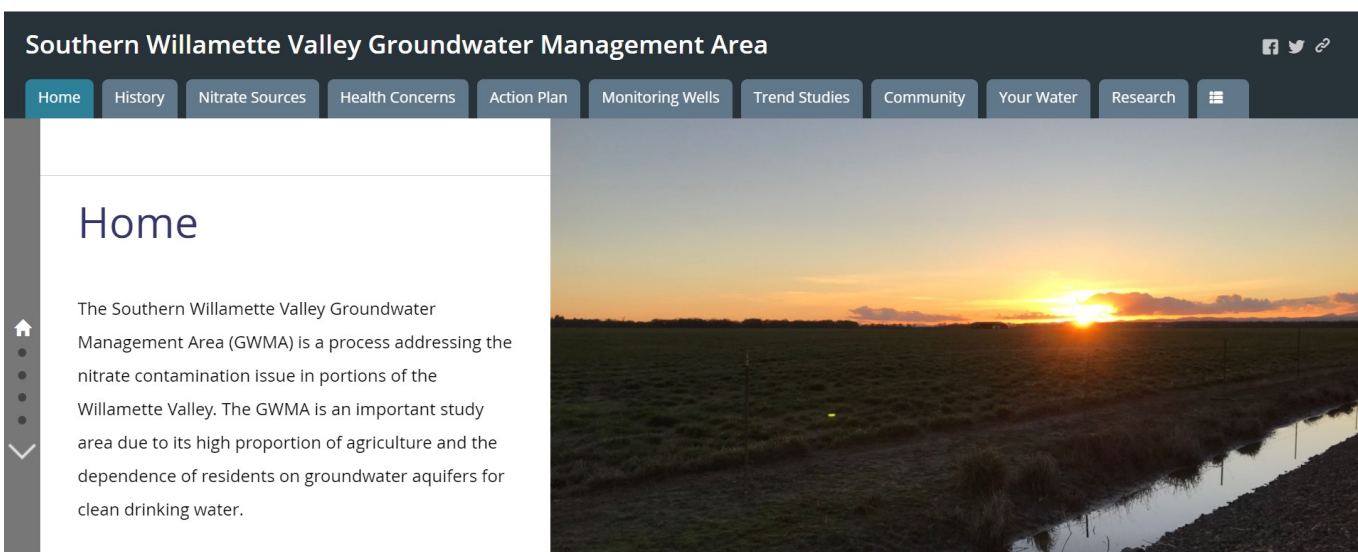 Southern Willamette Valley Groundwater Management Area
Home History Nitrate Sources Health Concerns Action Plan Monitoring Wells Trend Studies Community Your Water Research
Home
The Southern Willamette Valley Groundwater
Management Area (GWMA) is a process addressing the
nitrate contamination issue in portions of the
Willamette Valley. The GWMA is an important study
area due to its high proportion of agriculture and the
dependence of residents on groundwater aquifers for
clean drinking water.